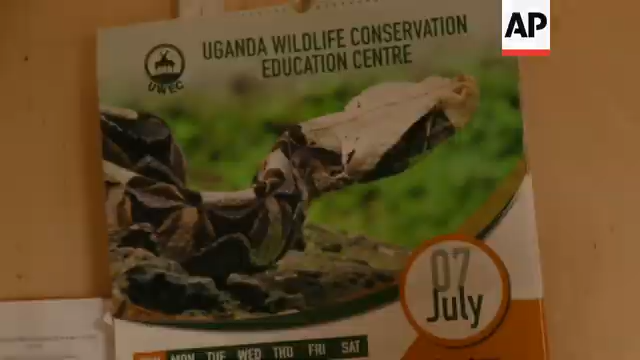 AP
UGANDA WILDLIFE CONSERVATION
EDUCATION CENTRE
UWEC
07
July
MON TUE WED THU FRI SAT